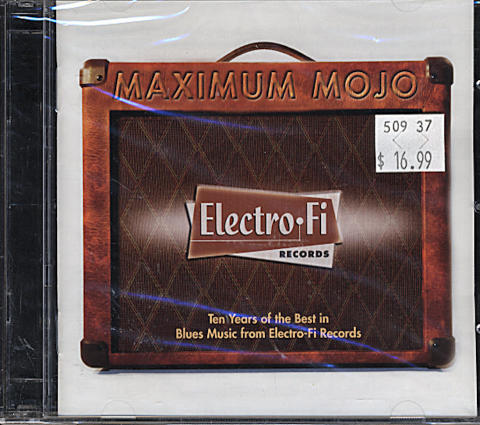 MAXIMUM MOJO
509 37
$ 16.99
Electro-Fi
RECORDS
Ten Years of the Best in
Blues Music from Electro-Fi Records